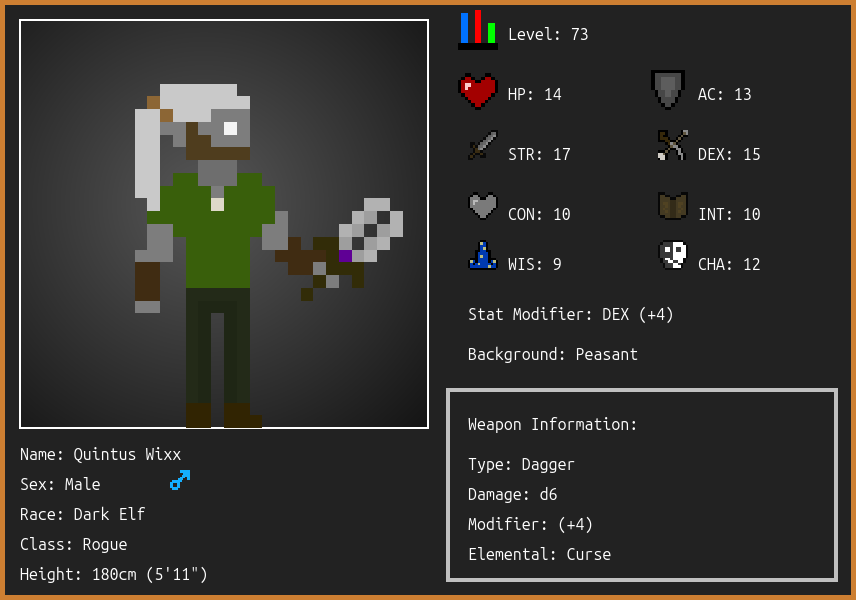 Level: 73
HP: 14
AC: 13
STR: 17
DEX: 15
CON: 10
INT: 10
WIS: 9
CHA: 12
Stat Modifier: DEX (+4)
Background: Peasant
Weapon Information:
Type: Dagger
Damage: d6
Modifier: (+4)
Elemental: Curse
Name: Quintus Wixx
Sex: Male
Race: Dark Elf
Class: Rogue
Height: 180cm (5'11")